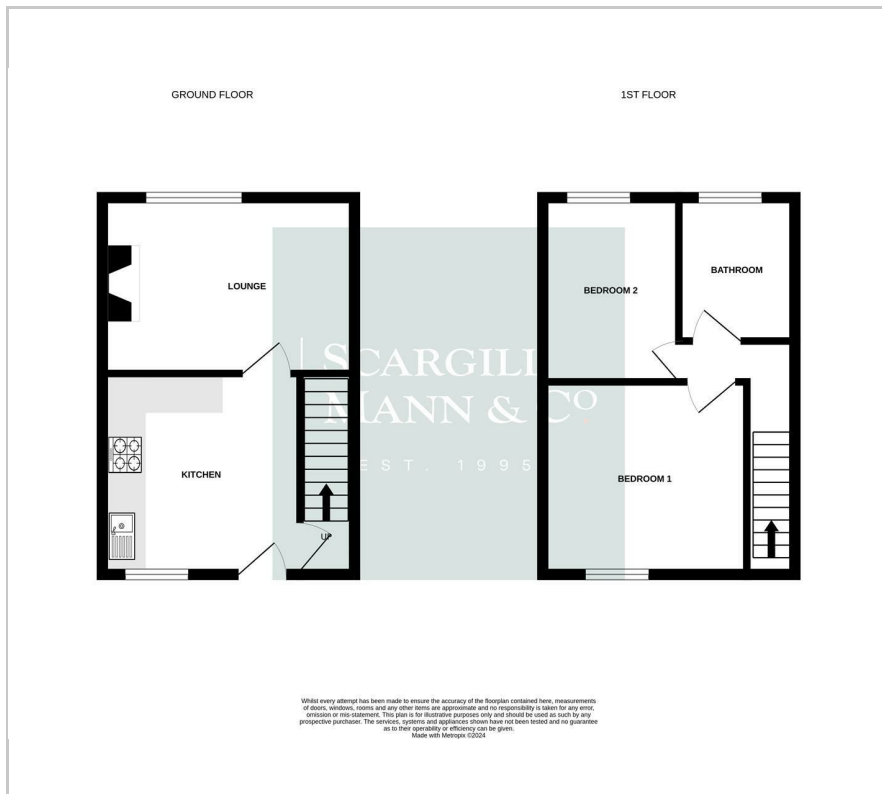 GROUND FLOOR
1ST FLOOR
LOUNGE
KITCHEN
UP
BEDROOM 2
BATHROOM
BEDROOM 1
SCARGILL
MANN & CO
EST. 1995
Whilst every attempt has been made to ensure the accuracy of the floorplan contained here, measurements
of doors, windows, rooms and any other items are approximate and no responsibility is taken for any error,
omission or mis-statement. This plan is for illustrative purposes only and should be used as such by any
prospective purchaser. The services, systems and appliances shown have not been tested and no guarantee
as to their operability or efficiency can be given.
Made with Metropix ©2024